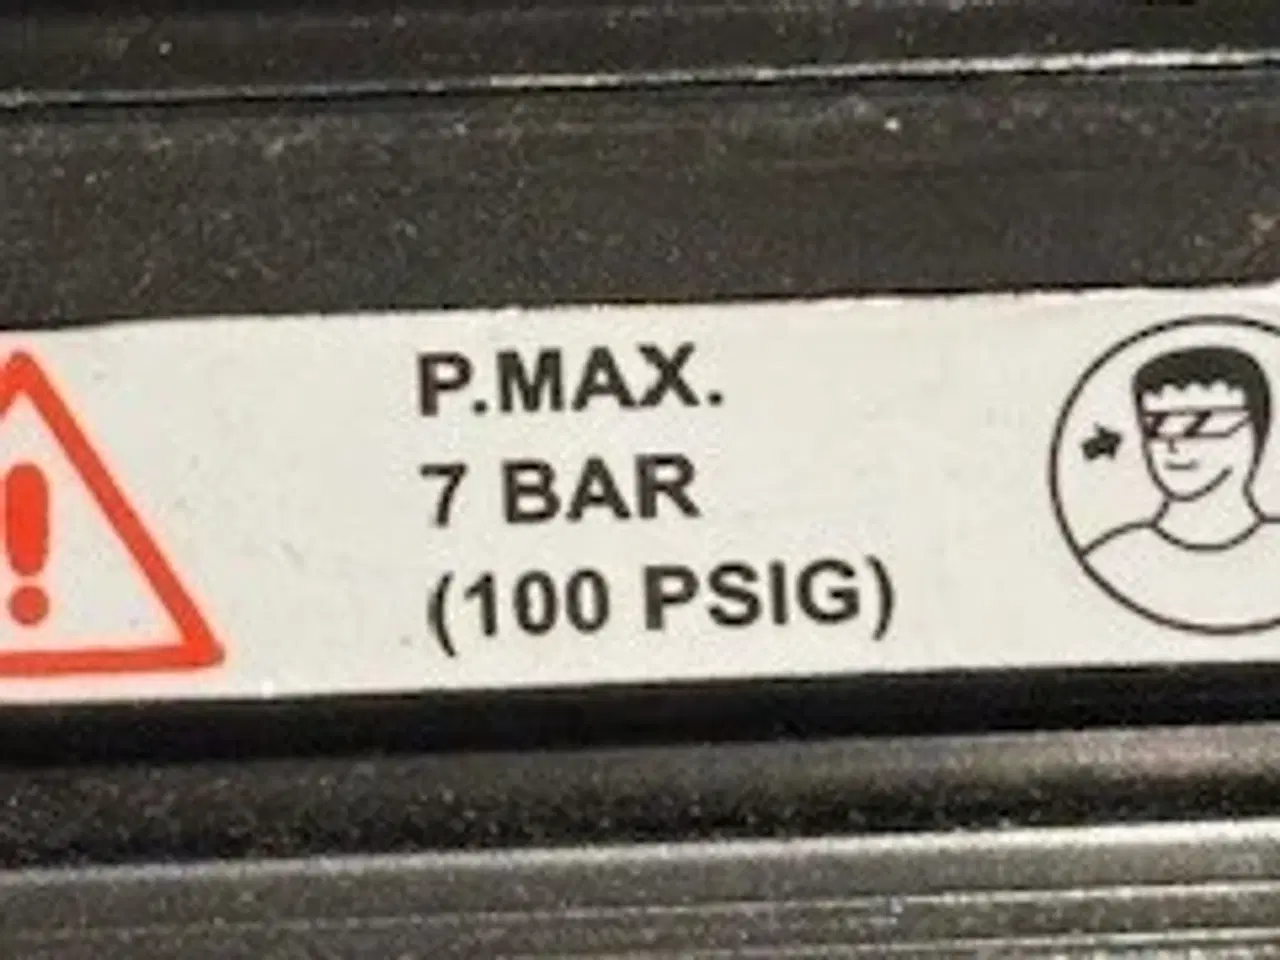 P.MAX.
7 BAR
(100 PSIG)